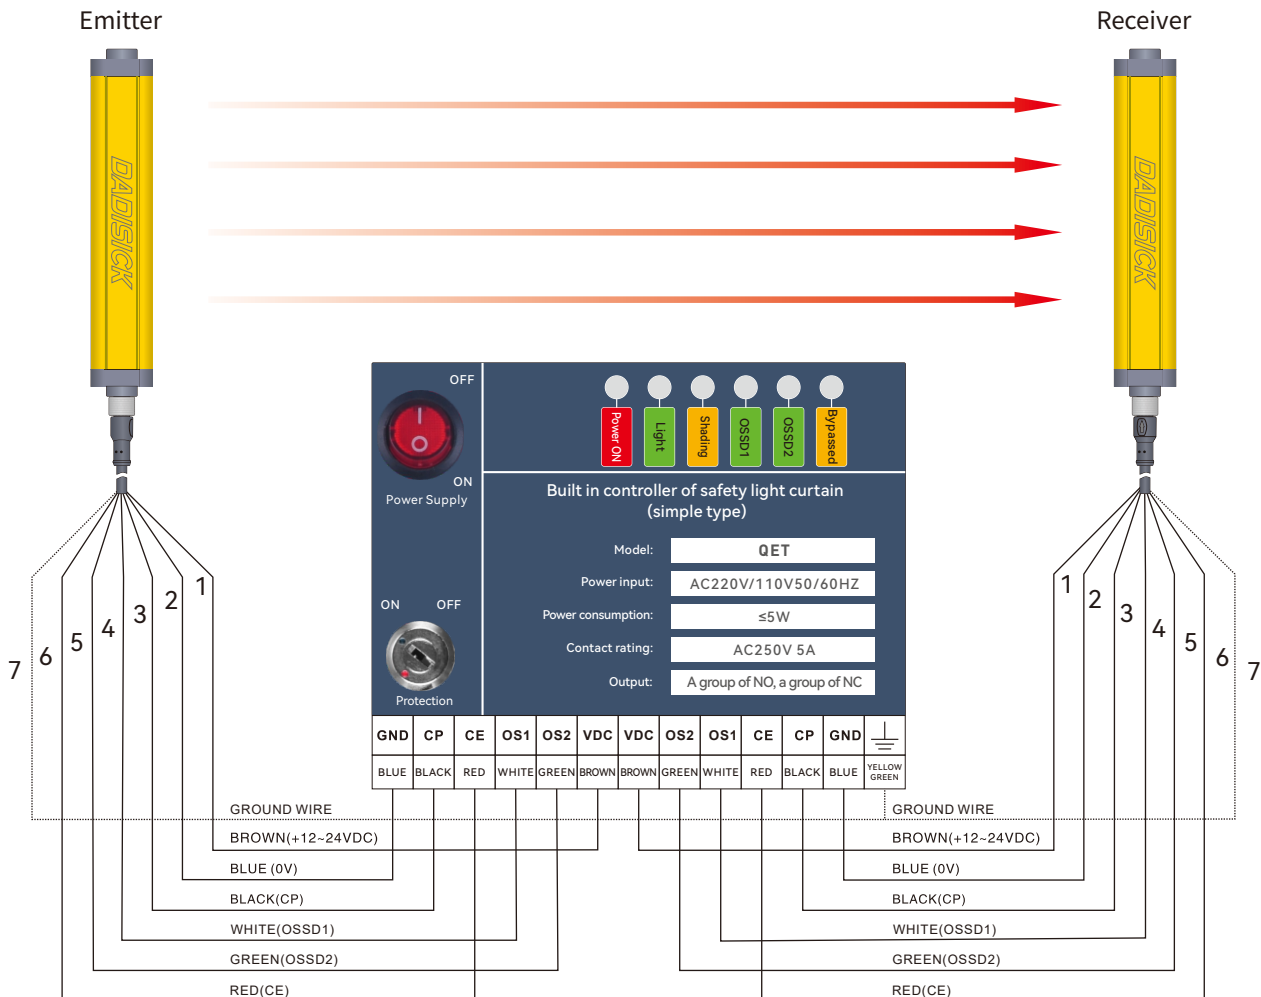 Emitter
Receiver
DADISICK
DADISICK
OFF
ON
Power Supply
Power ON
Light
Shading
OSSD1
OSSD2
Bypassed
Built in controller of safety light curtain
(simple type)
Model: QET
Power input: AC220V/110V50/60HZ
Power consumption: ≤5W
Contact rating: AC250V 5A
Output: A group of NO, a group of NC
ON OFF
Protection
GND CP CE OS1 OS2 VDC VDC OS2 OS1 CE CP GND
BLUE BLACK RED WHITE GREEN BROWN BROWN GREEN WHITE RED BLACK BLUE YELLOW GREEN
7 6 5 4 3 2 1
1 2 3 4 5 6 7
GROUND WIRE GROUND WIRE
BROWN(+12~24VDC) BROWN(+12~24VDC)
BLUE (0V) BLUE (0V)
BLACK(CP) BLACK(CP)
WHITE(OSSD1) WHITE(OSSD1)
GREEN(OSSD2) GREEN(OSSD2)
RED(CE) RED(CE)